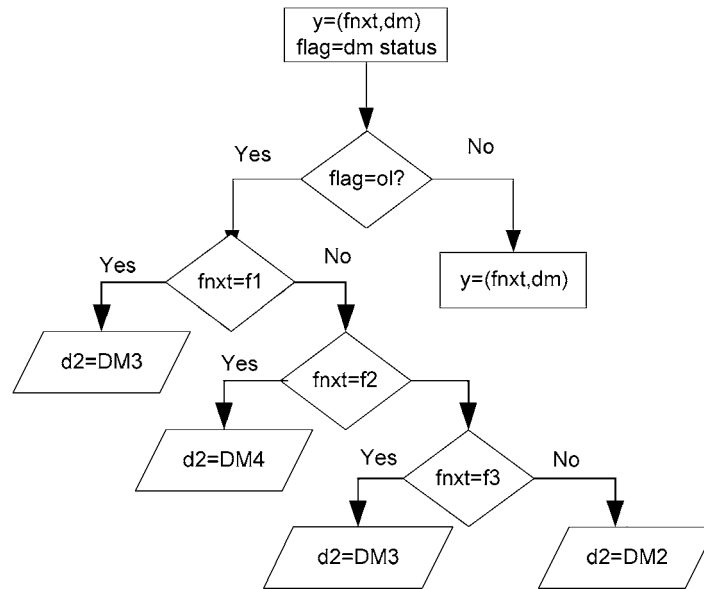 y=(fnxt,dm)
flag=dm status
Yes
No
flag=ol?
Yes
No
fnxt=f1
y=(fnxt,dm)
d2=DM3
Yes
fnxt=f2
d2=DM4
Yes
No
fnxt=f3
d2=DM3
d2=DM2